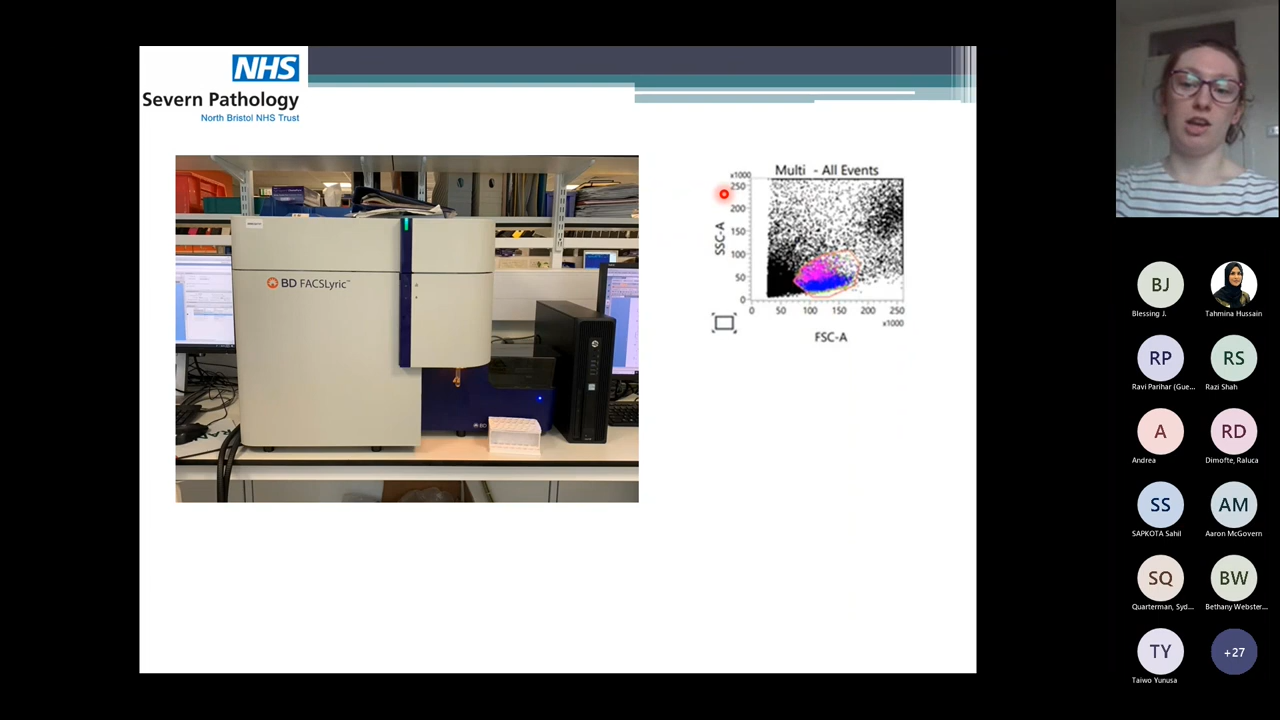 NHS
Severn Pathology
North Bristol NHS Trust
BD FACSLyric™
BD
Multi - All Events
x1000
250
200
150
100
50
0
SSC-A
0 50 100 150 200 250
x1000
FSC-A
BJ
Blessing J.
Tahmina Hussain
RP
Ravi Parihar (Gue...
RS
Razi Shah
A
Andrea
RD
Dimofte, Raluca
SS
SAPKOTA Sahil
AM
Aaron McGovern
SQ
Quarterman, Syd...
BW
Bethany Webster...
TY
Taiwo Yunusa
+27